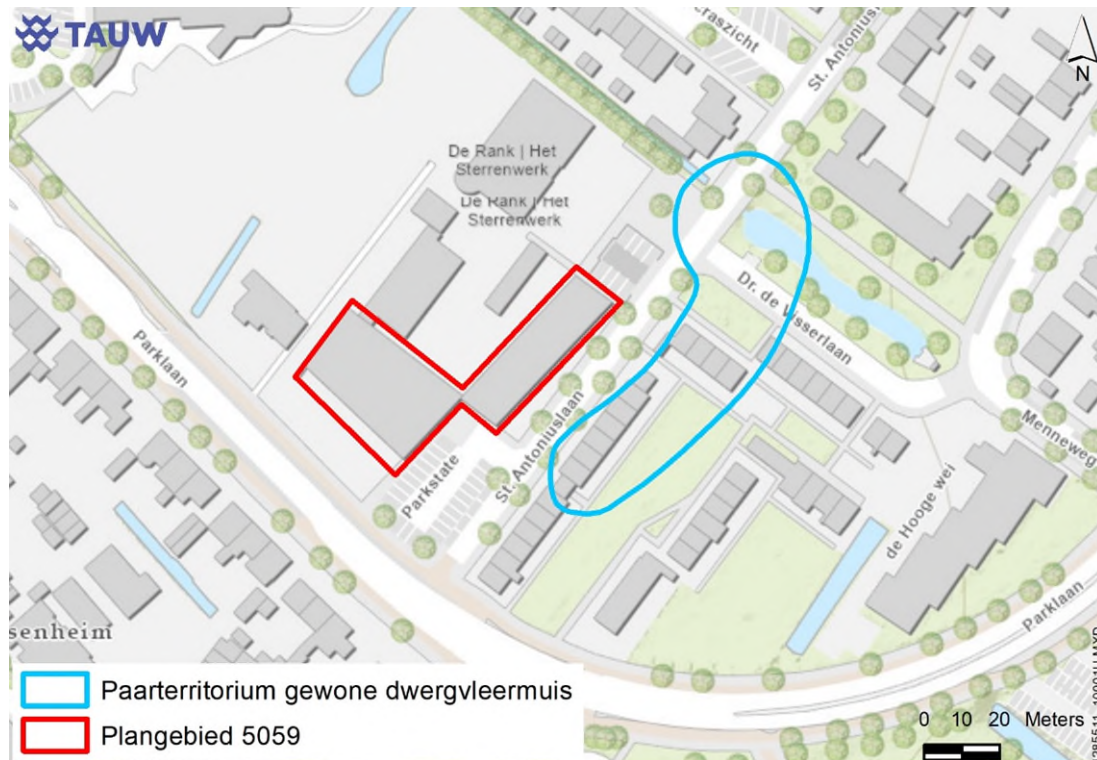 TAUW
eraszicht
St. Antoniuslaan
N
De Rank | Het
Sterrenwerk
De Rank | Het
Sterrenwerk
Dr. de Visserlaan
Parklaan
Menneweg
St. Antoniuslaan
Parkstate
de Hooge wei
Parklaan
senheim
Paarterritorium gewone dwergvleermuis
Plangebied 5059
0 10 20 Meters